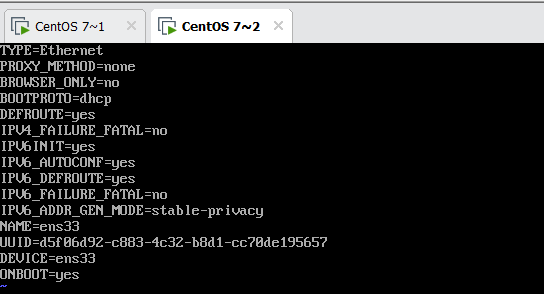 CentOS 7~1 × CentOS 7~2 ×
TYPE=Ethernet
PROXY_METHOD=none
BROWSER_ONLY=no
BOOTPROTO=dhcp
DEFROUTE=yes
IPV4_FAILURE_FATAL=no
IPV6INIT=yes
IPV6_AUTOCONF=yes
IPV6_DEFROUTE=yes
IPV6_FAILURE_FATAL=no
IPV6_ADDR_GEN_MODE=stable-privacy
NAME=ens33
UUID=d5f06d92-c883-4c32-b8d1-cc70de195657
DEVICE=ens33
ONBOOT=yes
~